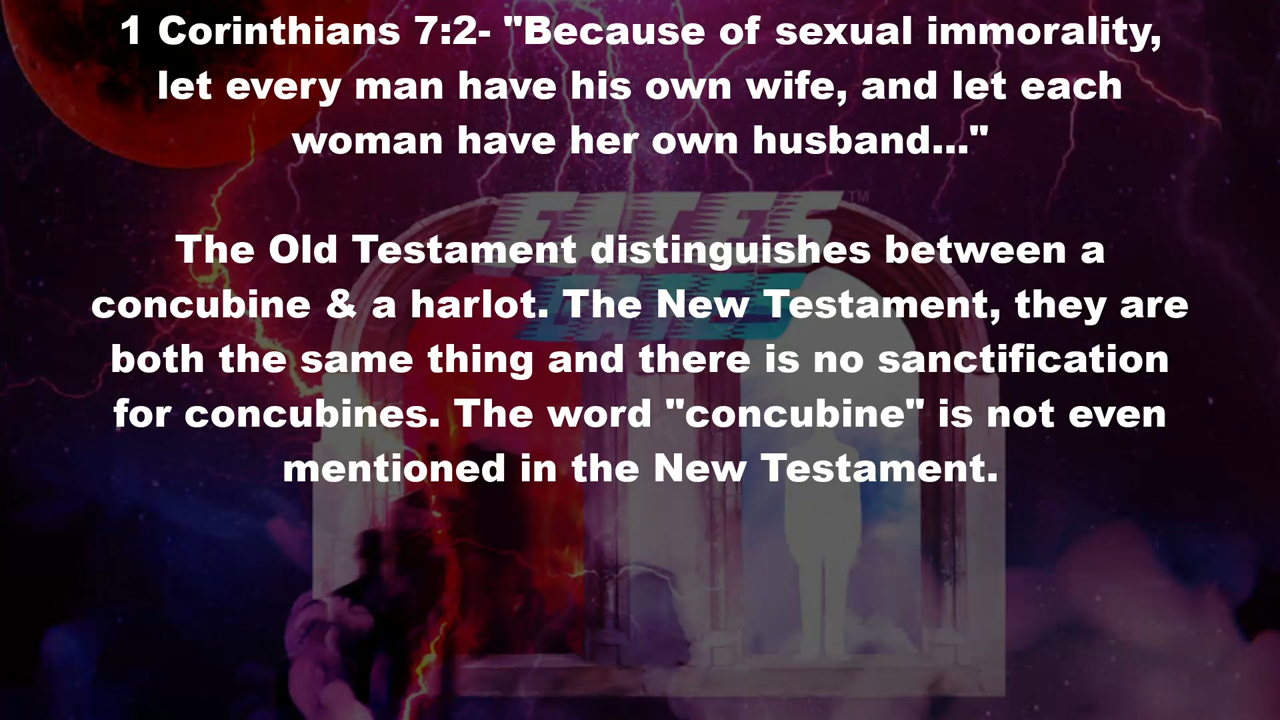 1 Corinthians 7:2- "Because of sexual immorality,
let every man have his own wife, and let each
woman have her own husband..."
The Old Testament distinguishes between a
concubine & a harlot. The New Testament, they are
both the same thing and there is no sanctification
for concubines. The word "concubine" is not even
mentioned in the New Testament.
FATES
TM